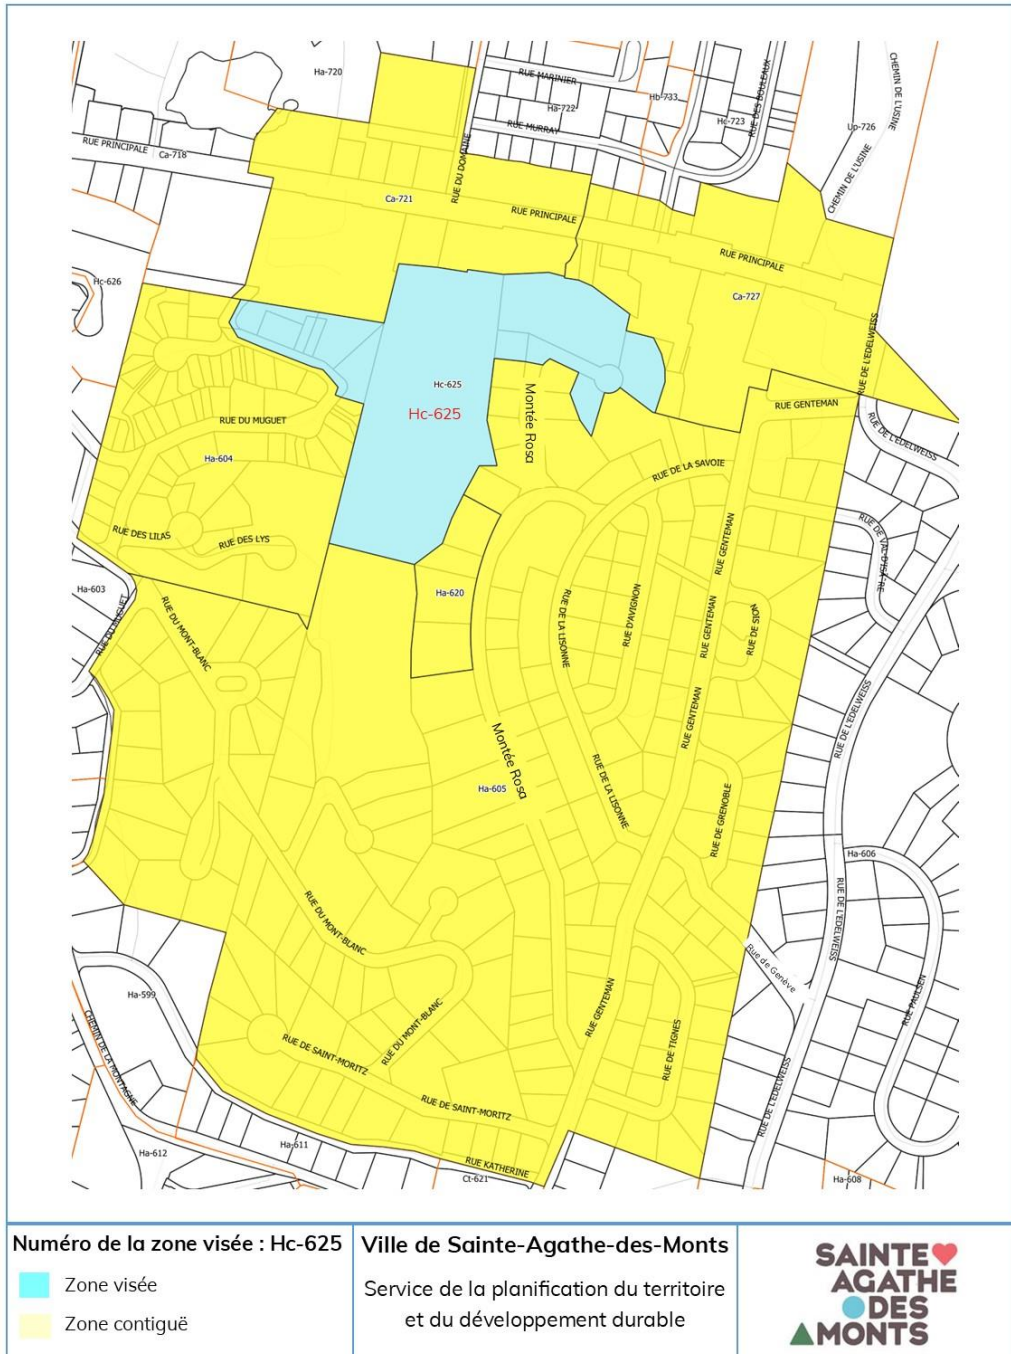 Ha-720
RUE MARINIER
Ha-722
Hb-733
RUE MURRAY
Hc-723
RUE DES BOULEAUX
CHEMIN DE L'USINE
Up-726
CHEMIN DE L'USINE
RUE PRINCIPALE
Ca-718
RUE DU DOMAINE
Ca-721
RUE PRINCIPALE
RUE PRINCIPALE
Ca-727
Hc-626
RUE DE L'EDELWEISS
Hc-625
Hc-625
Montée Rosa
RUE GENTEMAN
RUE DE L'EDELWEISS
RUE DU MUGUET
Ha-604
RUE DE LA SAVOIE
RUE DES LILAS
RUE DES LYS
RUE GENTEMAN
RUE DE VAL-D'ISÀ-RE
Ha-603
RUE DU MUGUET
RUE DU MONT-BLANC
Ha-620
RUE DE LA LISONNE
RUE D'AVIGNON
RUE GENTEMAN
RUE DE SION
RUE GENTEMAN
RUE DE L'EDELWEISS
Montée Rosa
Ha-605
RUE DE LA LISONNE
RUE DE GRENOBLE
Ha-606
RUE DU MONT-BLANC
RUE DE L'EDELWEISS
Rue de Genève
Ha-599
CHEMIN DE LA MONTAGNE
RUE DU MONT-BLANC
RUE GENTEMAN
RUE PAULSEN
RUE DE SAINT-MORITZ
RUE DE TIGNES
RUE DE SAINT-MORITZ
RUE DE L'EDELWEISS
Ha-611
Ha-612
RUE KATHERINE
Ct-621
Ha-608
Numéro de la zone visée : Hc-625
Zone visée
Zone contiguë
Ville de Sainte-Agathe-des-Monts
Service de la planification du territoire
et du développement durable
SAINTE
AGATHE
DES
MONTS